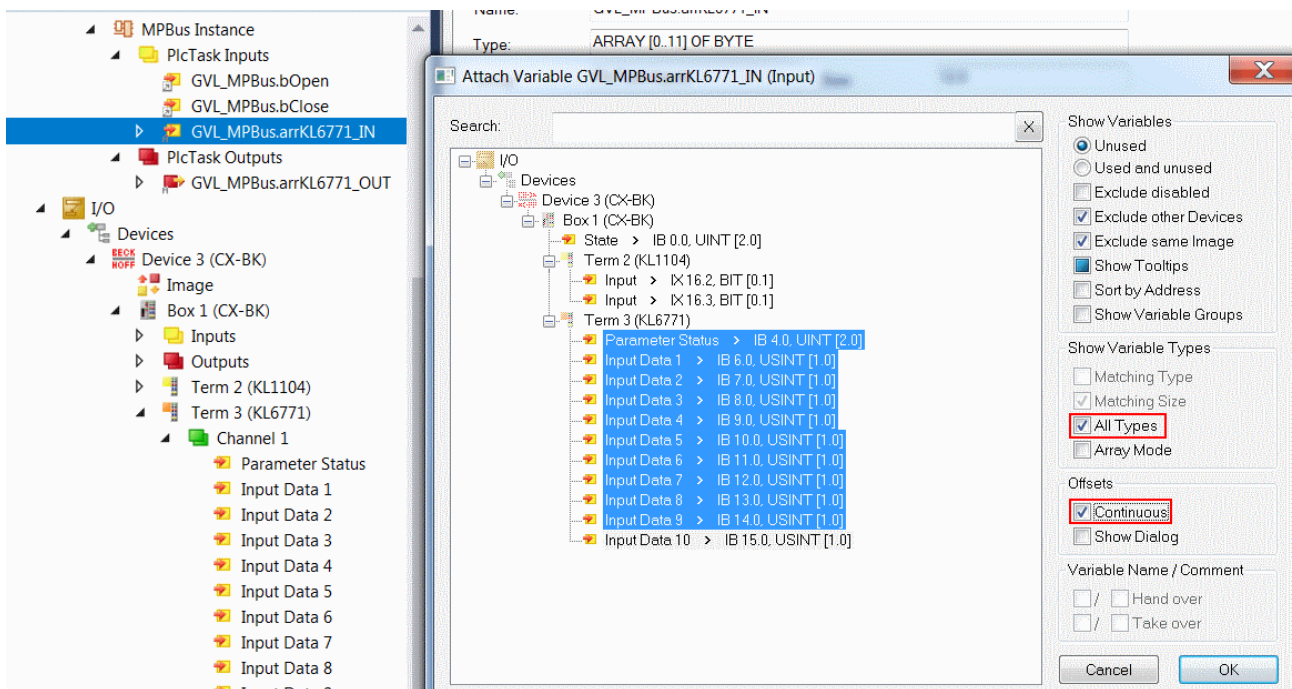 MPBus Instance
PlcTask Inputs
GVL_MPBus.bOpen
GVL_MPBus.bClose
GVL_MPBus.arrKL6771_IN
PlcTask Outputs
GVL_MPBus.arrKL6771_OUT
I/O
Devices
BECK
HOFF
Device 3 (CX-BK)
Image
Box 1 (CX-BK)
Inputs
Outputs
Term 2 (KL1104)
Term 3 (KL6771)
Channel 1
Parameter Status
Input Data 1
Input Data 2
Input Data 3
Input Data 4
Input Data 5
Input Data 6
Input Data 7
Input Data 8
Type: ARRAY [0..11] OF BYTE
Attach Variable GVL_MPBus.arrKL6771_IN (Input)
X
Search:
X
I/O
Devices
Device 3 (CX-BK)
Box 1 (CX-BK)
State > IB 0.0, UINT [2.0]
Term 2 (KL1104)
Input > IX 16.2, BIT [0.1]
Input > IX 16.3, BIT [0.1]
Term 3 (KL6771)
Parameter Status > IB 4.0, UINT [2.0]
Input Data 1 > IB 6.0, USINT [1.0]
Input Data 2 > IB 7.0, USINT [1.0]
Input Data 3 > IB 8.0, USINT [1.0]
Input Data 4 > IB 9.0, USINT [1.0]
Input Data 5 > IB 10.0, USINT [1.0]
Input Data 6 > IB 11.0, USINT [1.0]
Input Data 7 > IB 12.0, USINT [1.0]
Input Data 8 > IB 13.0, USINT [1.0]
Input Data 9 > IB 14.0, USINT [1.0]
Input Data 10 > IB 15.0, USINT [1.0]
Show Variables
Unused
Used and unused
Exclude disabled
Exclude other Devices
Exclude same Image
Show Tooltips
Sort by Address
Show Variable Groups
Show Variable Types
Matching Type
Matching Size
All Types
Array Mode
Offsets
Continuous
Show Dialog
Variable Name / Comment
/ Hand over
/ Take over
Cancel
OK